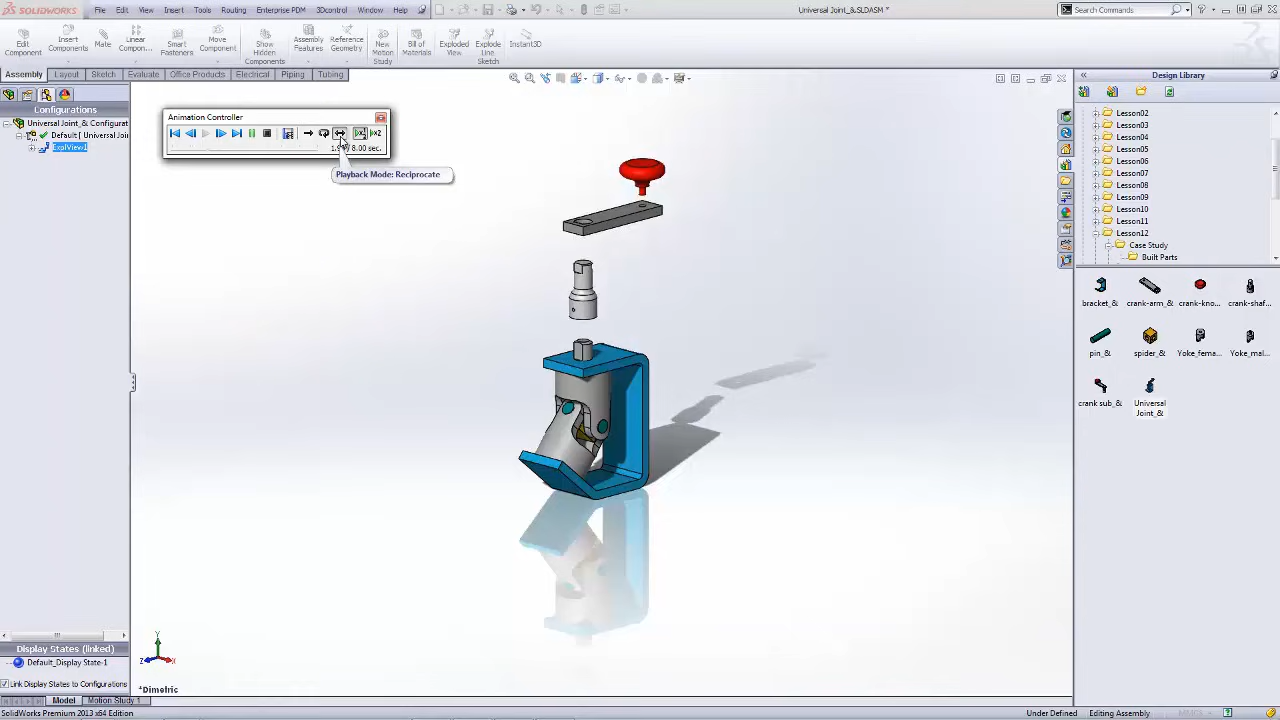 SOLIDWORKS File Edit View Insert Tools Routing Enterprise PDM 3Dcontrol Window Help Universal Joint_&.SLDASM * Search Commands
Edit Component
Insert Components
Mate
Linear Compon...
Smart Fasteners
Move Component
Show Hidden Components
Assembly Features
Reference Geometry
New Motion Study
Bill of Materials
Exploded View
Explode Line Sketch
Instant3D
Assembly Layout Sketch Evaluate Office Products Electrical Piping Tubing
Design Library
Configurations
Universal Joint_& Configurat
Default [ Universal Joir
ExplView1
Animation Controller
8.00 sec.
Playback Mode: Reciprocate
Lesson02
Lesson03
Lesson04
Lesson05
Lesson06
Lesson07
Lesson08
Lesson09
Lesson10
Lesson11
Lesson12
Case Study
Built Parts
bracket_& crank-arm_& crank-kno... crank-shaf...
pin_& spider_& Yoke_fema... Yoke_mal...
crank sub_& Universal Joint_&
Display States (linked)
Default_Display State-1
Link Display States to Configurations
*Dimetric
Model Motion Study 1
SolidWorks Premium 2013 x64 Edition Under Defined Editing Assembly MMGS